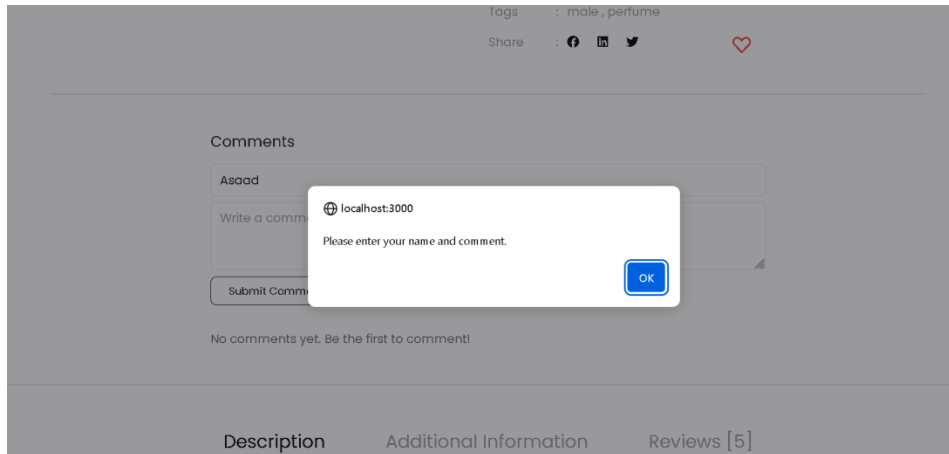 Tags : male , perfume
Share :
Comments
Asaad
Write a comm
localhost:3000
Please enter your name and comment.
OK
Submit Comm
No comments yet. Be the first to comment!
Description Additional Information Reviews [5]